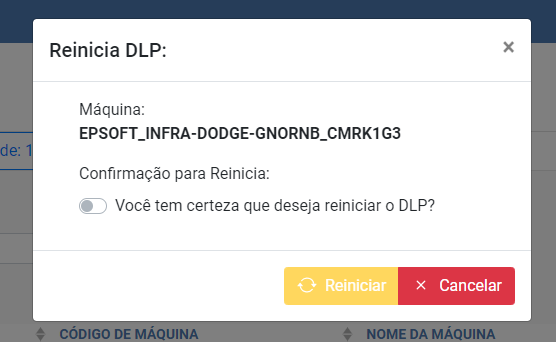 Reinicia DLP:
×
Máquina:
EPSOFT_INFRA-DODGE-GNORNB_CMRK1G3
de: 1
Confirmação para Reinicia:
Você tem certeza que deseja reiniciar o DLP?
Reiniciar
× Cancelar
CÓDIGO DE MÁQUINA
NOME DA MÁQUINA